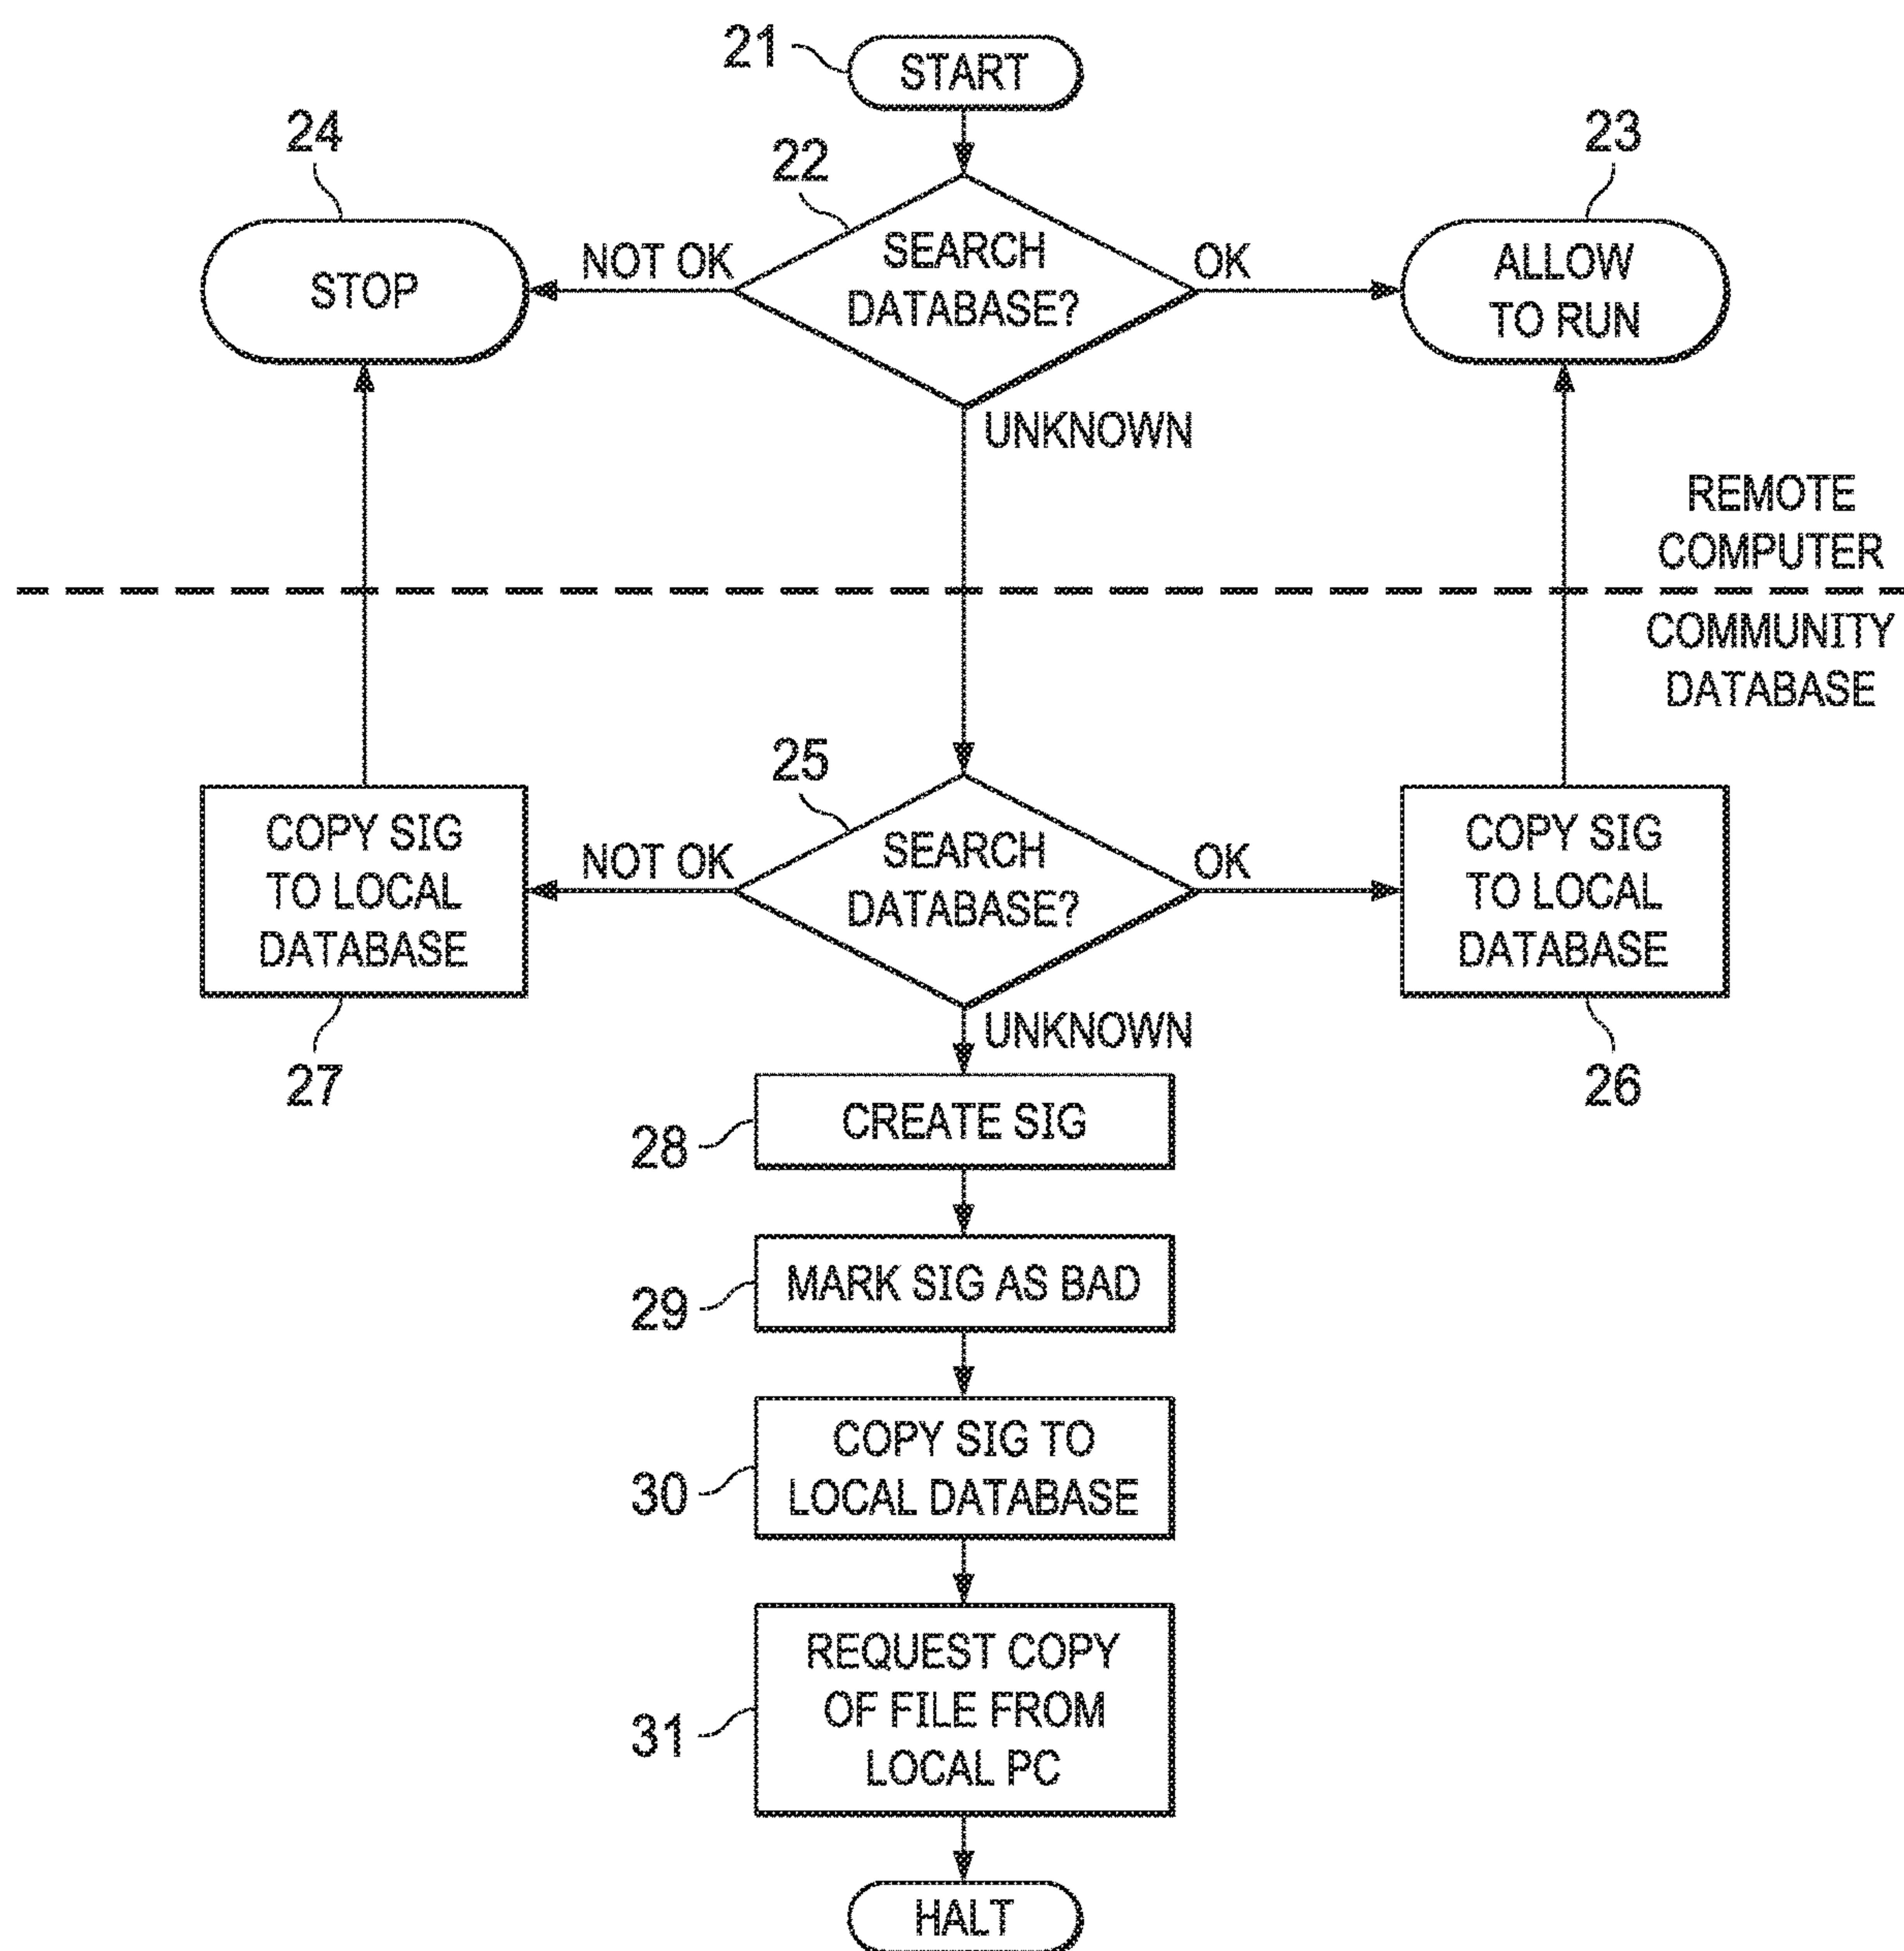 21
START
24
22
23
STOP
NOT OK
SEARCH
DATABASE?
OK
ALLOW
TO RUN
UNKNOWN
REMOTE
COMPUTER
COMMUNITY
DATABASE
25
COPY SIG
TO LOCAL
DATABASE
NOT OK
SEARCH
DATABASE?
OK
COPY SIG
TO LOCAL
DATABASE
UNKNOWN
27
26
28
CREATE SIG
29
MARK SIG AS BAD
30
COPY SIG TO
LOCAL DATABASE
31
REQUEST COPY
OF FILE FROM
LOCAL PC
HALT